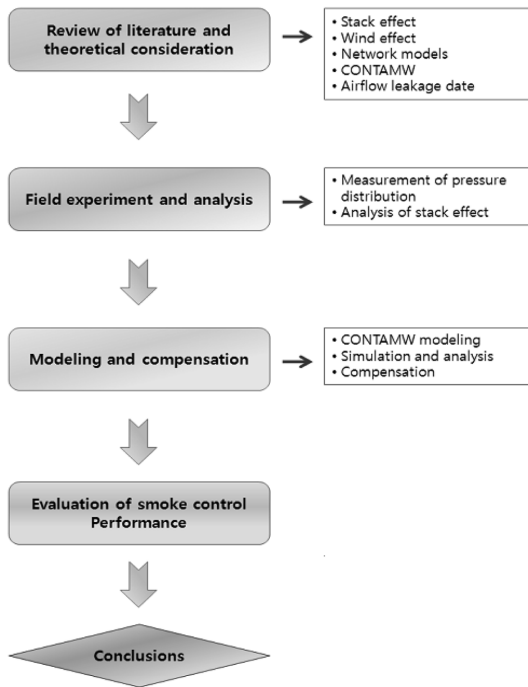 Review of literature and
theoretical consideration
• Stack effect
• Wind effect
• Network models
• CONTAMW
• Airflow leakage date
Field experiment and analysis
• Measurement of pressure
distribution
• Analysis of stack effect
Modeling and compensation
• CONTAMW modeling
• Simulation and analysis
• Compensation
Evaluation of smoke control
Performance
Conclusions